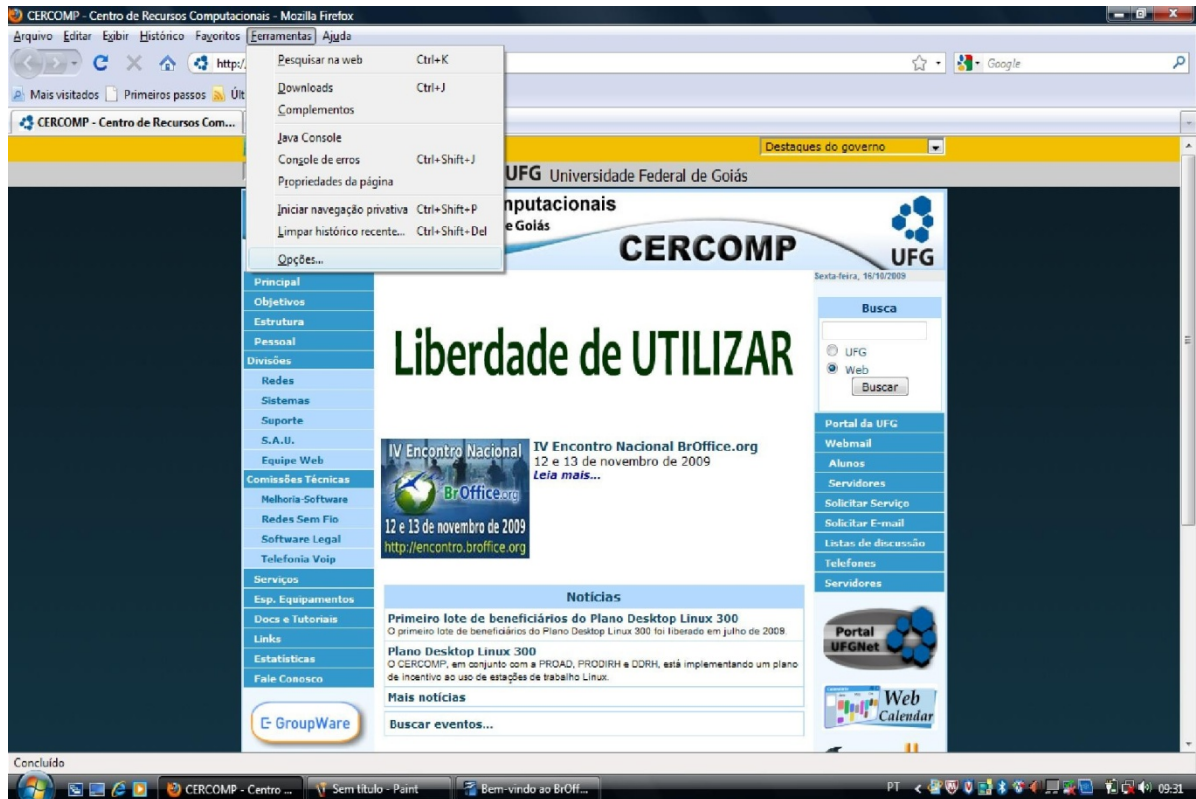 CERCOMP - Centro de Recursos Computacionais - Mozilla Firefox
Arquivo Editar Exibir Histórico Favoritos Ferramentas Ajuda
http:/
Google
Mais visitados Primeiros passos Últ
CERCOMP - Centro de Recursos Com...
Pesquisar na web Ctrl+K
Downloads Ctrl+J
Complementos
Java Console
Console de erros Ctrl+Shift+J
Propriedades da página
Iniciar navegação privativa Ctrl+Shift+P
Limpar histórico recente... Ctrl+Shift+Del
Opções...
Destaques do governo
UFG Universidade Federal de Goiás
mputacionais
e Goiás
CERCOMP
UFG
Sexta-feira, 16/10/2009
Principal
Objetivos
Estrutura
Pessoal
Divisões
Redes
Sistemas
Suporte
S.A.U.
Equipe Web
Comissões Técnicas
Melhoria-Software
Redes Sem Fio
Software Legal
Telefonia Voip
Serviços
Esp. Equipamentos
Docs e Tutoriais
Links
Estatísticas
Fale Conosco
GroupWare
Liberdade de UTILIZAR
IV Encontro Nacional
BrOffice.org
12 e 13 de novembro de 2009
http://encontro.broffice.org
IV Encontro Nacional BrOffice.org
12 e 13 de novembro de 2009
Leia mais...
Notícias
Primeiro lote de beneficiários do Plano Desktop Linux 300
O primeiro lote de beneficiários do Plano Desktop Linux 300 foi liberado em julho de 2009.
Plano Desktop Linux 300
O CERCOMP, em conjunto com a PROAD, PRODIRH e DDRH, está implementando um plano
de incentivo ao uso de estações de trabalho Linux.
Mais notícias
Buscar eventos...
Busca
UFG
Web
Buscar
Portal da UFG
Webmail
Alunos
Servidores
Solicitar Serviço
Solicitar E-mail
Listas de discussão
Telefones
Servidores
Portal
UFGNet
Web
Calendar
Concluído
CERCOMP - Centro ... Sem título - Paint Bem-vindo ao BrOff... PT 09:31